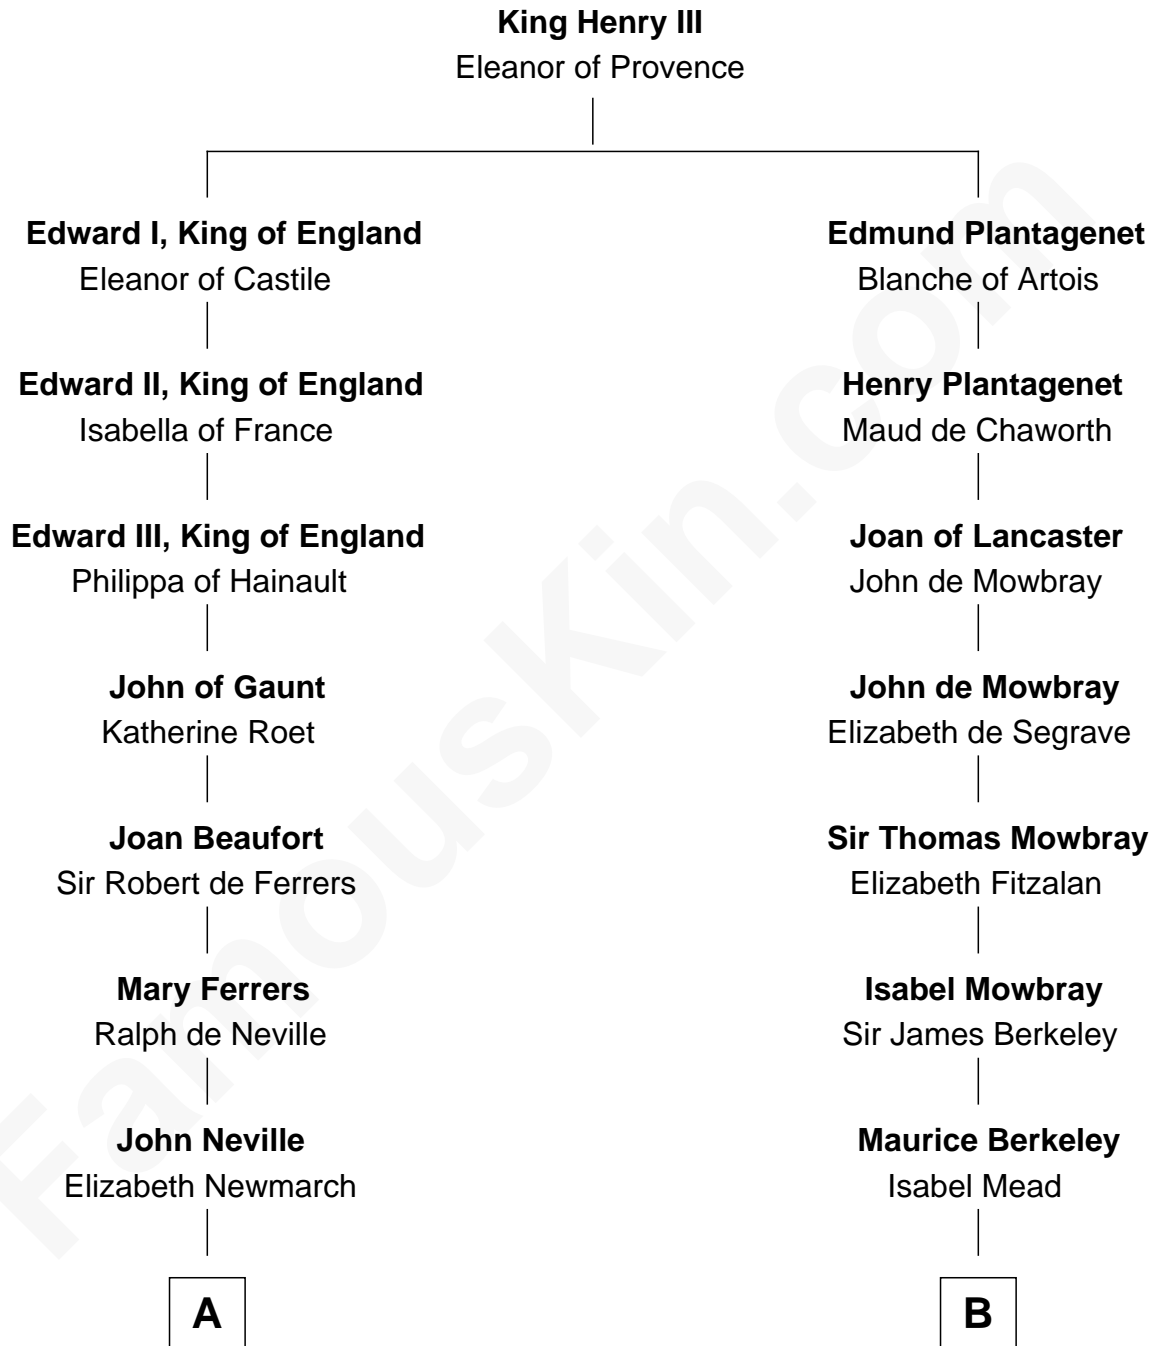 King Henry III
Eleanor of Provence
Edward I, King of England
Eleanor of Castile
Edward II, King of England
Isabella of France
Edward III, King of England
Philippa of Hainault
John of Gaunt
Katherine Roet
Joan Beaufort
Sir Robert de Ferrers
Mary Ferrers
Ralph de Neville
John Neville
Elizabeth Newmarch
A
Edmund Plantagenet
Blanche of Artois
Henry Plantagenet
Maud de Chaworth
Joan of Lancaster
John de Mowbray
John de Mowbray
Elizabeth de Segrave
Sir Thomas Mowbray
Elizabeth Fitzalan
Isabel Mowbray
Sir James Berkeley
Maurice Berkeley
Isabel Mead
B
FamousKin.com